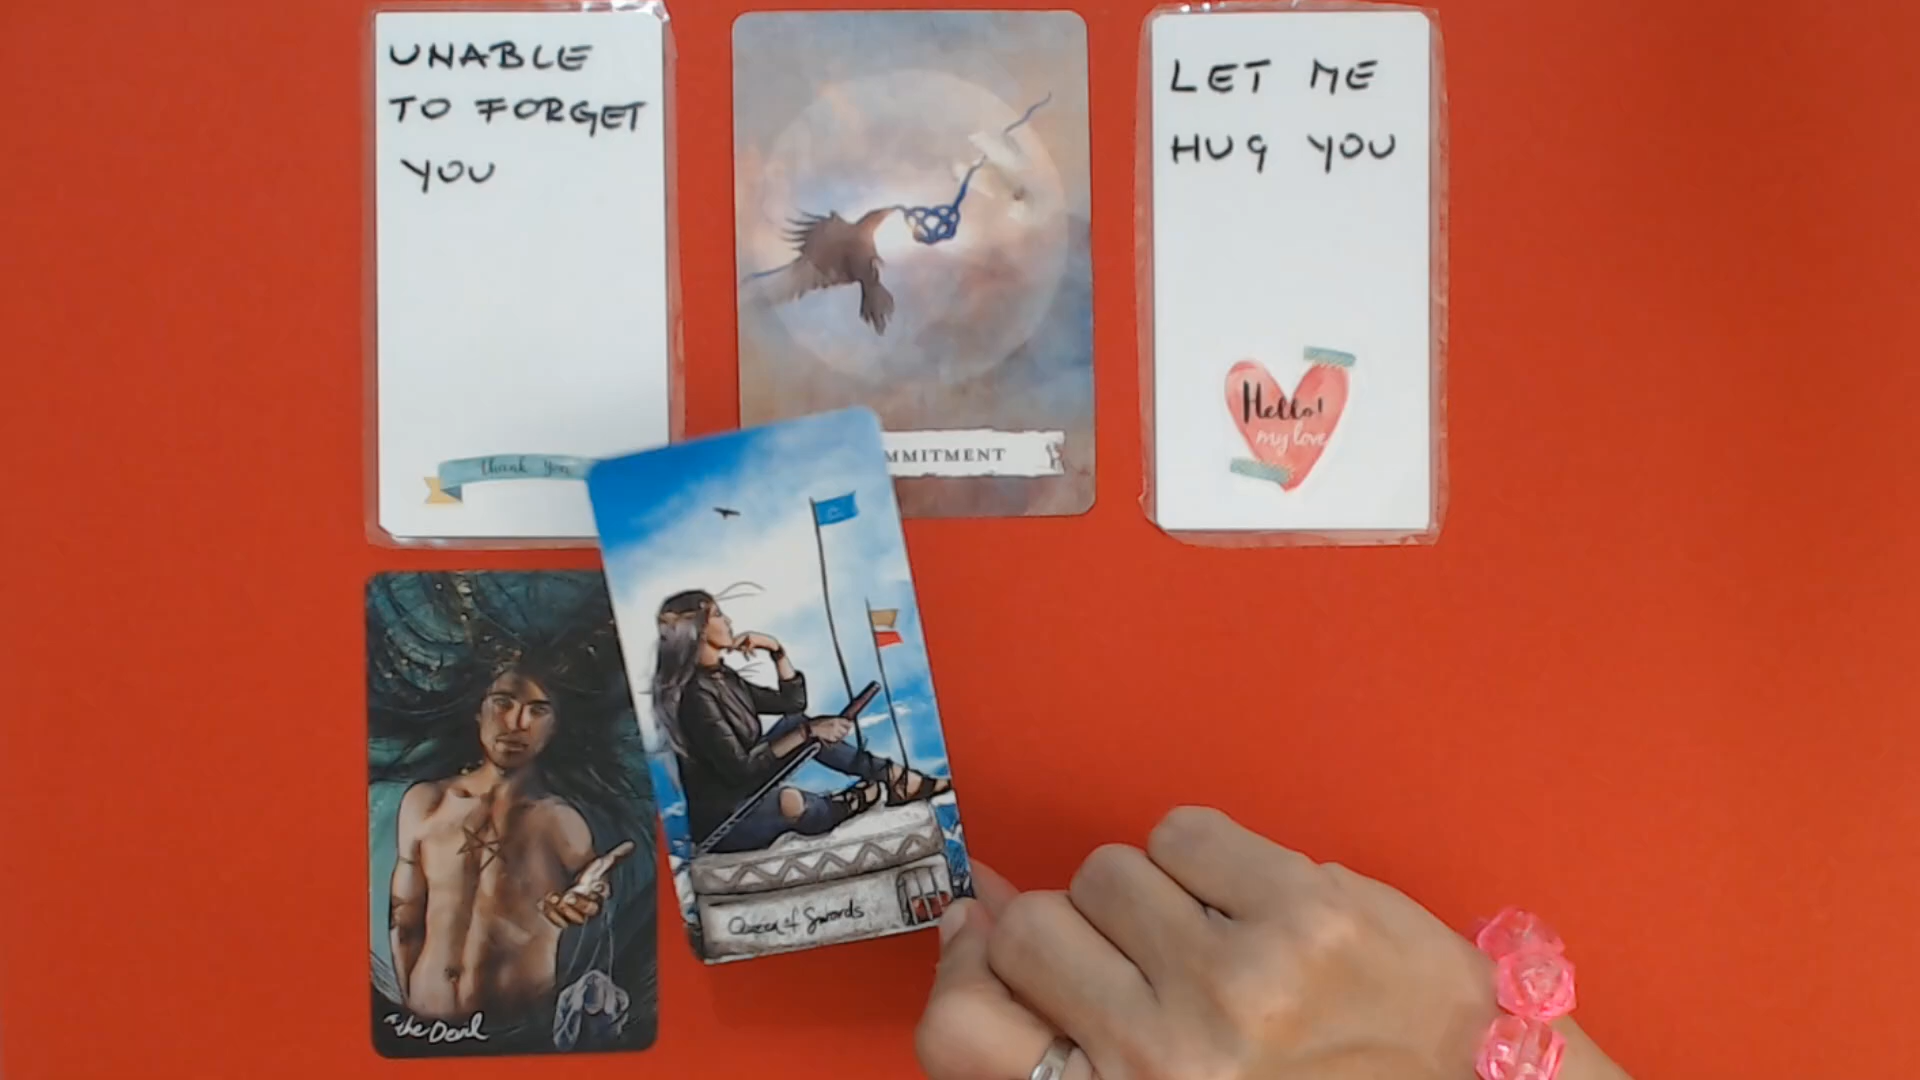 UNABLE
TO FORGET
YOU
thank you
MMITMENT
LET ME
HUG YOU
Hello!
my love
the Devil
Queen of Swords